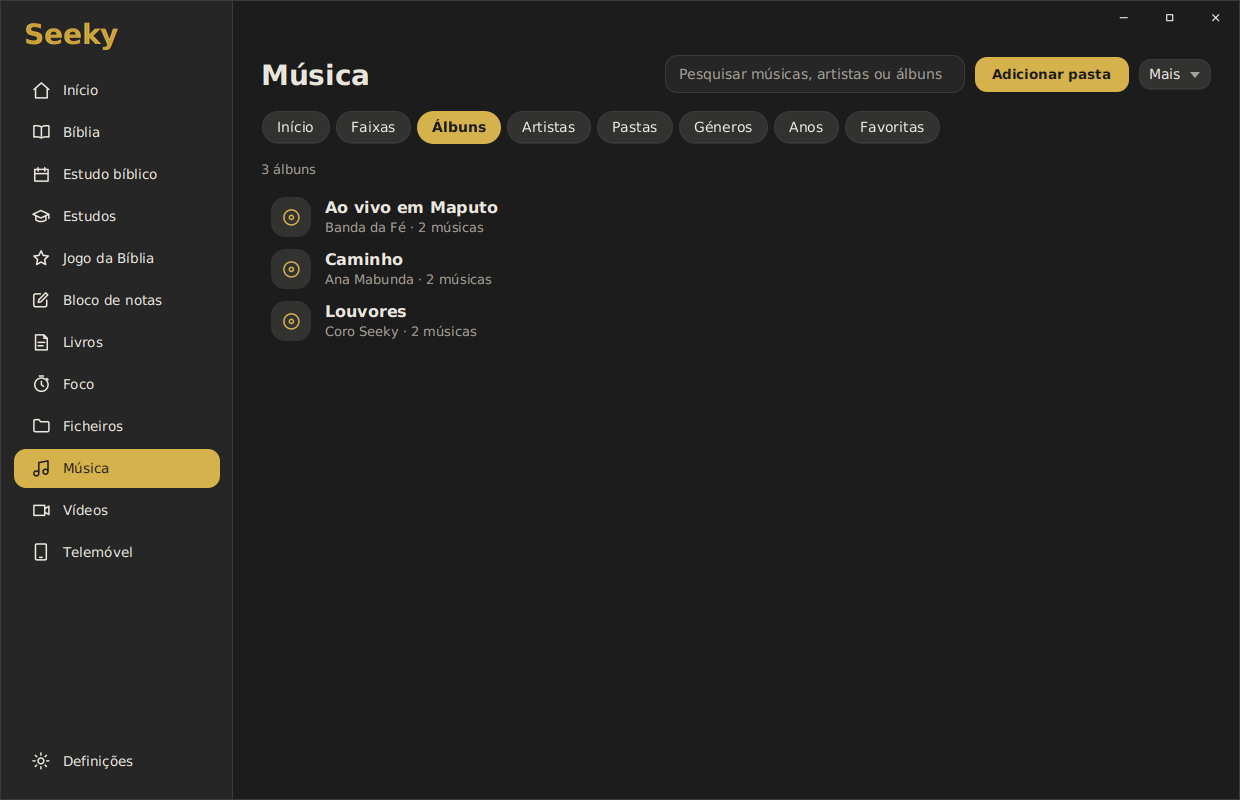 Seeky
Início
Bíblia
Estudo bíblico
Estudos
Jogo da Bíblia
Bloco de notas
Livros
Foco
Ficheiros
Música
Vídeos
Telemóvel
Definições
Música
Pesquisar músicas, artistas ou álbuns
Adicionar pasta
Mais
Início Faixas Álbuns Artistas Pastas Géneros Anos Favoritas
3 álbuns
Ao vivo em Maputo
Banda da Fé · 2 músicas
Caminho
Ana Mabunda · 2 músicas
Louvores
Coro Seeky · 2 músicas